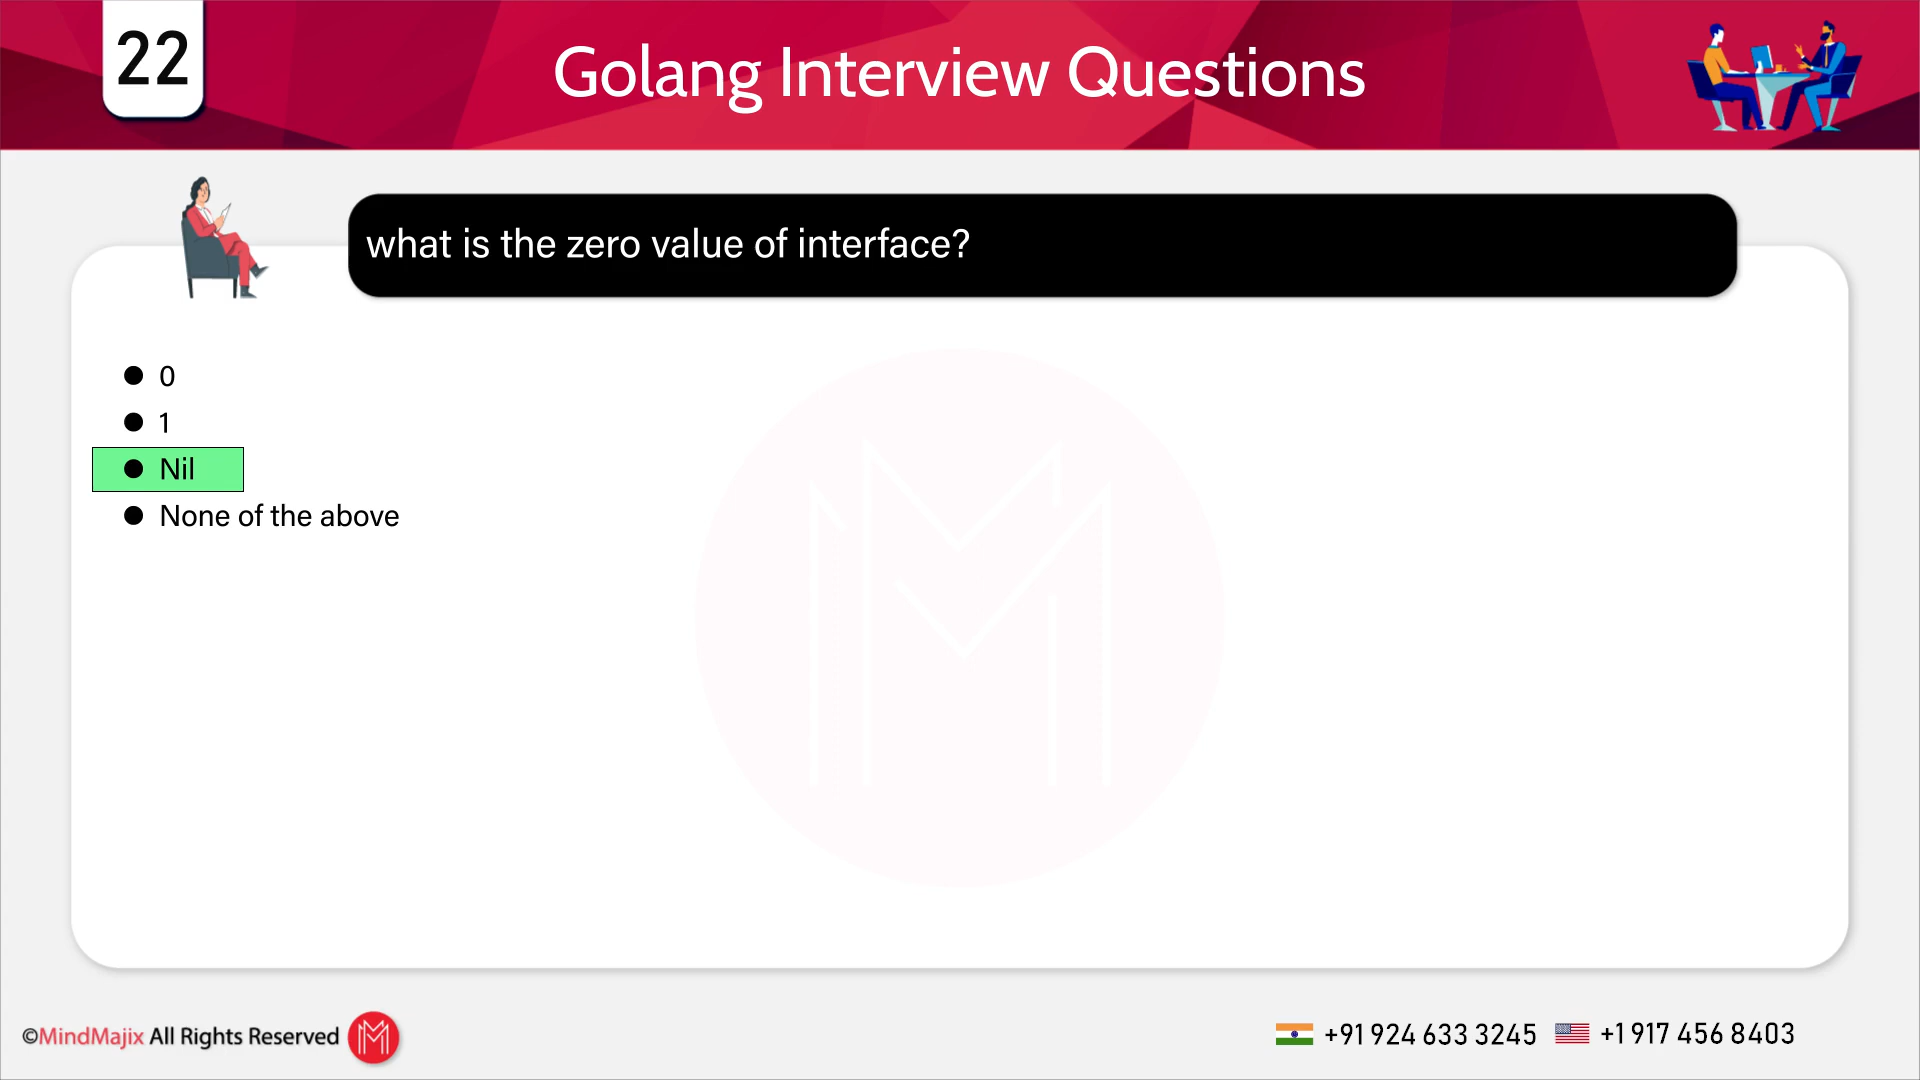 22
Golang Interview Questions
what is the zero value of interface?
● 0
● 1
● Nil
● None of the above
©MindMajix All Rights Reserved
+91 924 633 3245
+1 917 456 8403